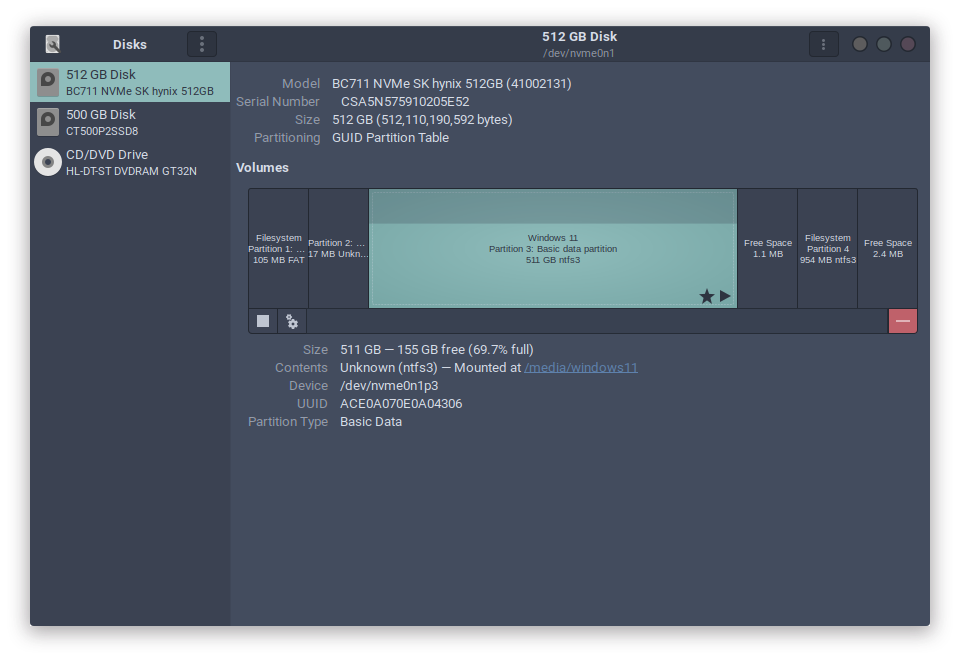 Disks
512 GB Disk
/dev/nvme0n1
512 GB Disk
BC711 NVMe SK hynix 512GB
500 GB Disk
CT500P2SSD8
CD/DVD Drive
HL-DT-ST DVDRAM GT32N
Model BC711 NVMe SK hynix 512GB (41002131)
Serial Number CSA5N575910205E52
Size 512 GB (512,110,190,592 bytes)
Partitioning GUID Partition Table
Volumes
Filesystem
Partition 1: …
105 MB FAT
Partition 2: …
17 MB Unkn…
Windows 11
Partition 3: Basic data partition
511 GB ntfs3
Free Space
1.1 MB
Filesystem
Partition 4
954 MB ntfs3
Free Space
2.4 MB
Size 511 GB — 155 GB free (69.7% full)
Contents Unknown (ntfs3) — Mounted at /media/windows11
Device /dev/nvme0n1p3
UUID ACE0A070E0A04306
Partition Type Basic Data